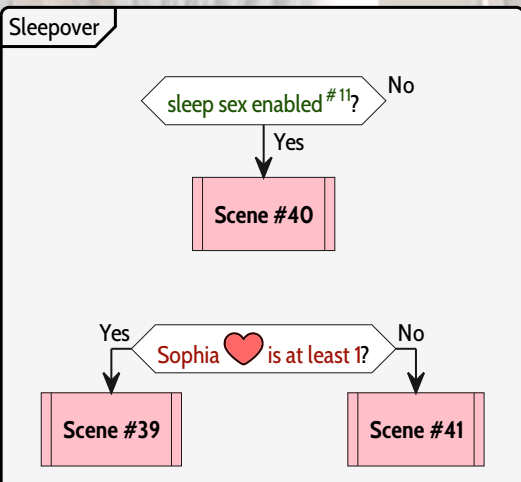 Sleepover
sleep sex enabled #11?
No
Yes
Scene #40
Yes
Sophia ❤ is at least 1?
No
Scene #39
Scene #41